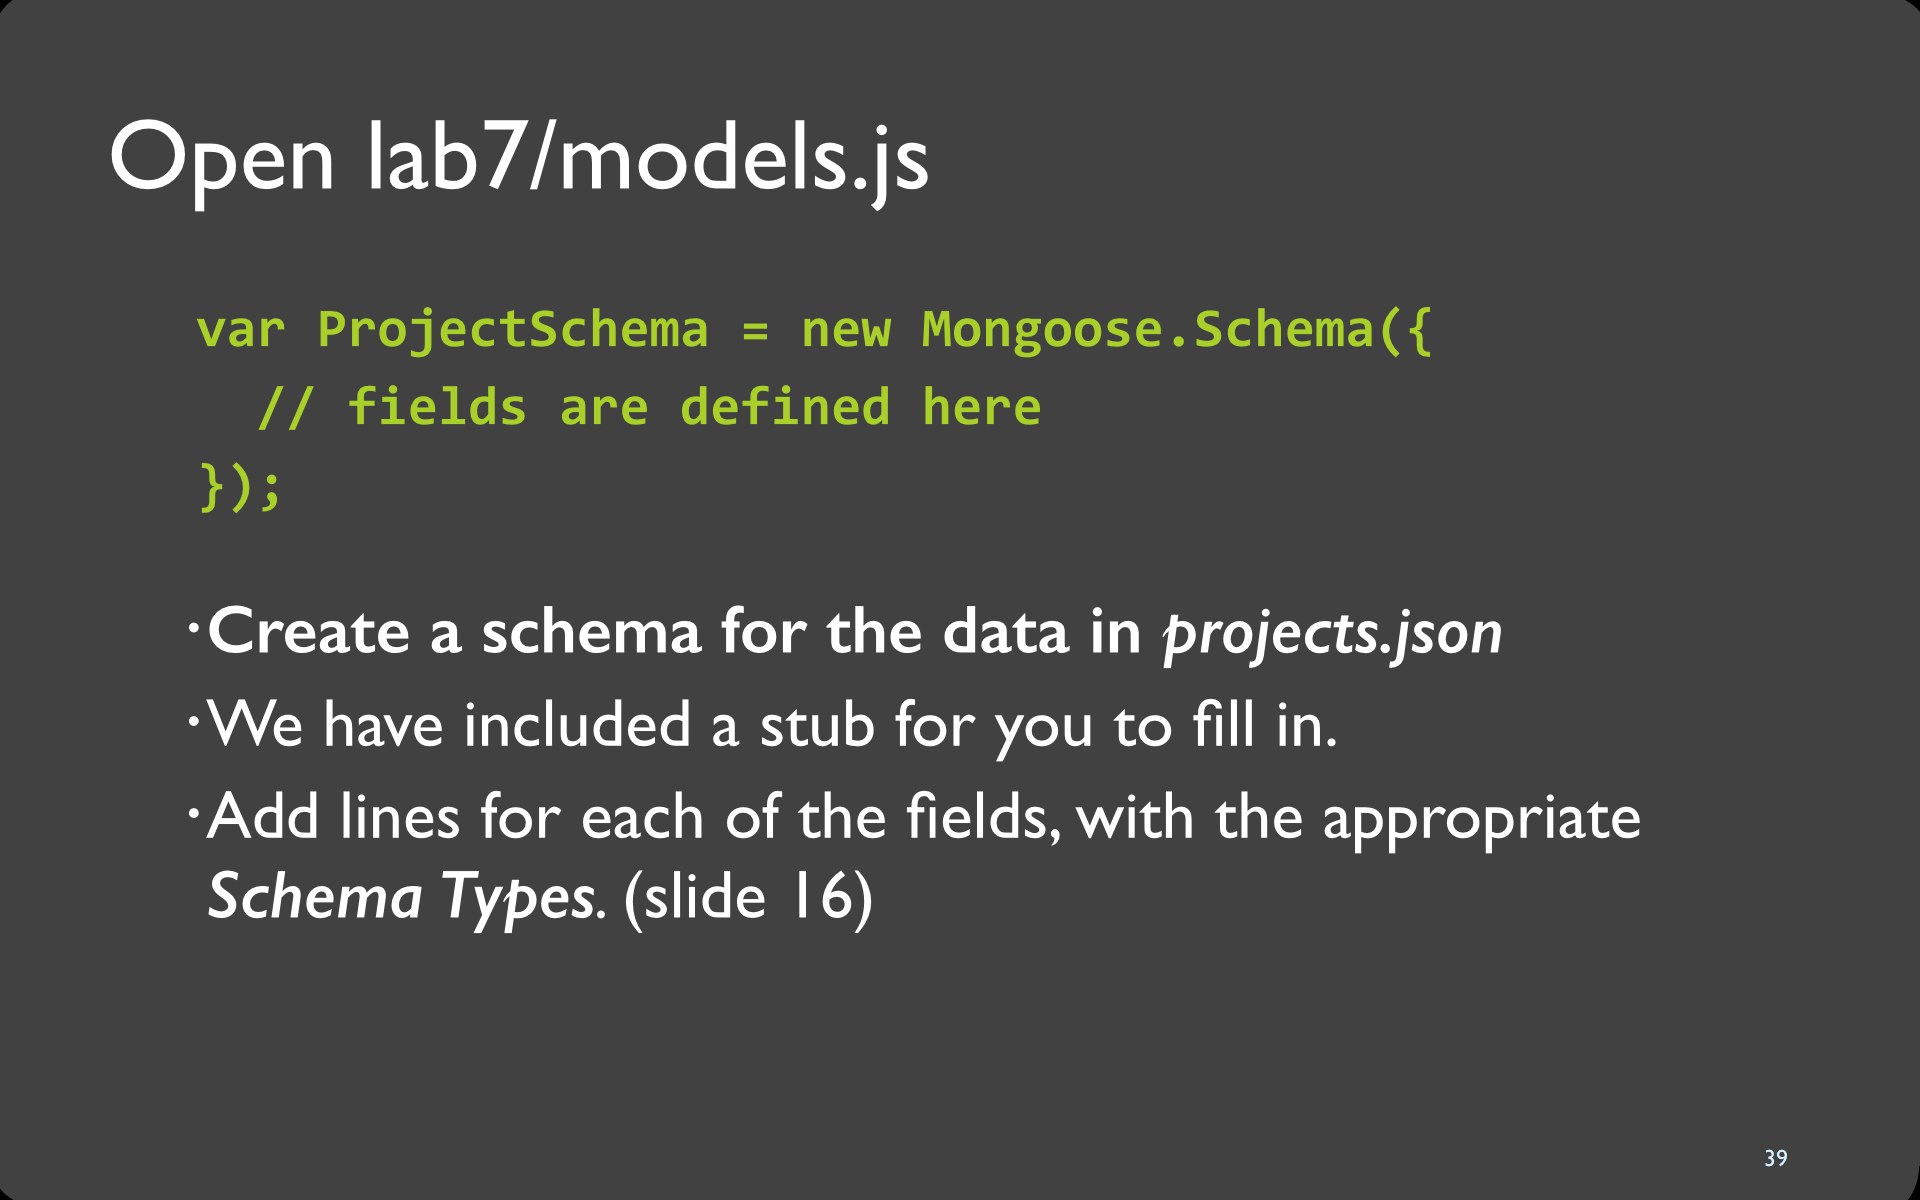 Open lab7/models.js
var ProjectSchema = new Mongoose.Schema({
  // fields are defined here
});
·Create a schema for the data in projects.json
·We have included a stub for you to fill in.
·Add lines for each of the fields, with the appropriate
Schema Types. (slide 16)
39